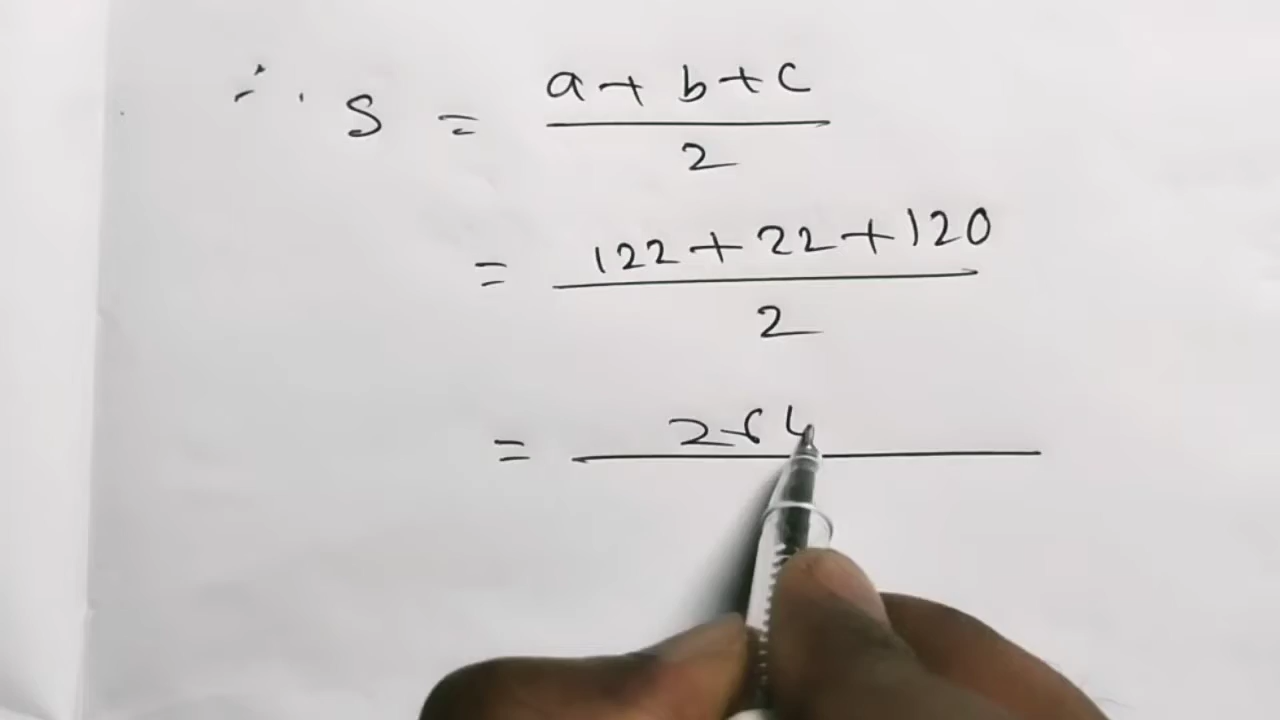 ∴ S = a + b + c / 2
= 122 + 22 + 120 / 2
= 264